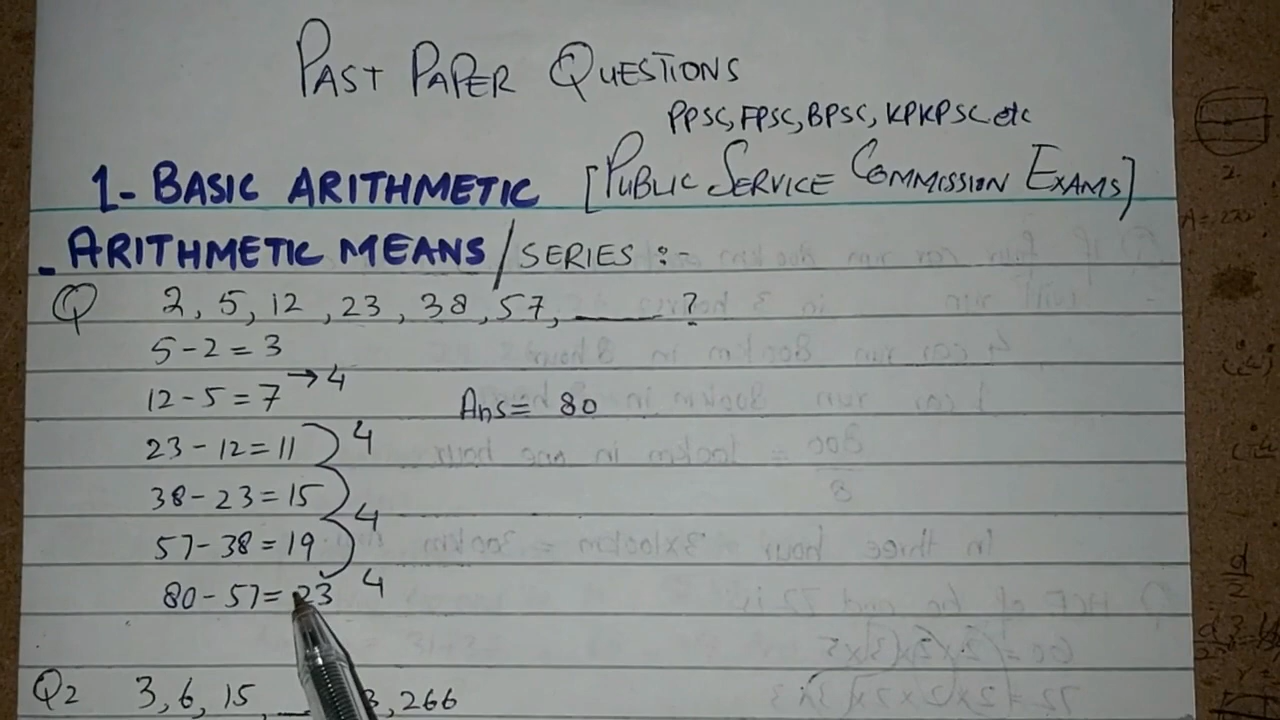 PAST PAPER QUESTIONS
PPSC, FPSC, BPSC, KPKPSC etc
1- BASIC ARITHMETIC [PUBLIC SERVICE COMMISSION EXAMS]
- ARITHMETIC MEANS / SERIES :-
Q 2, 5, 12, 23, 38, 57, ____ ?
5 - 2 = 3
→ 4
12 - 5 = 7
Ans = 80
23 - 12 = 11
4
38 - 23 = 15
4
57 - 38 = 19
4
80 - 57 = 23
Q2 3, 6, 15, 266